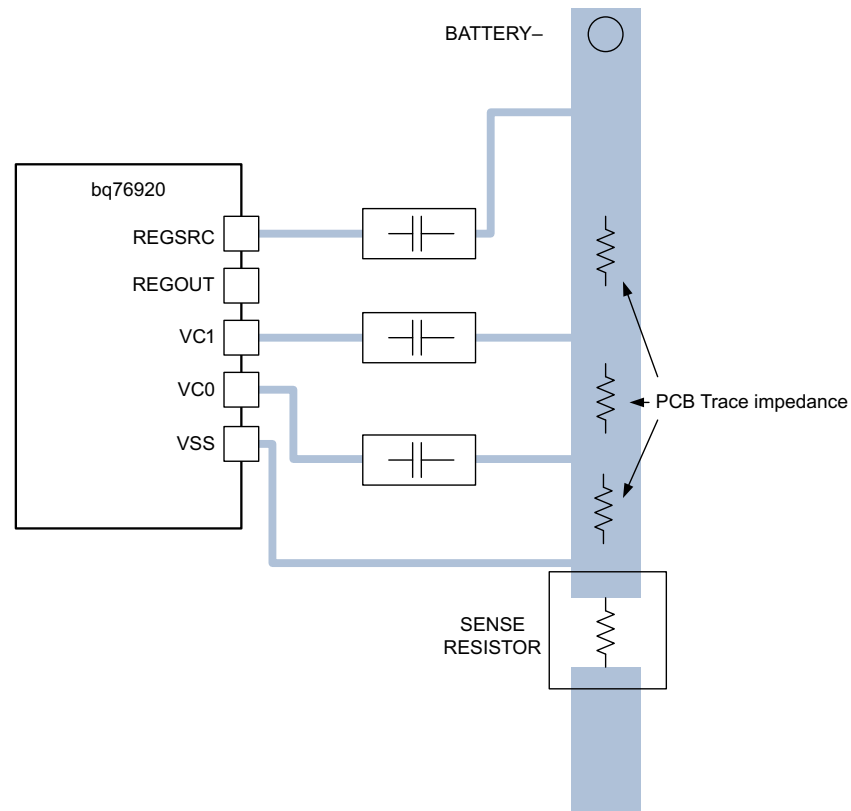 BATTERY–
bq76920
REGSRC
REGOUT
VC1
VC0
VSS
PCB Trace impedance
SENSE
RESISTOR